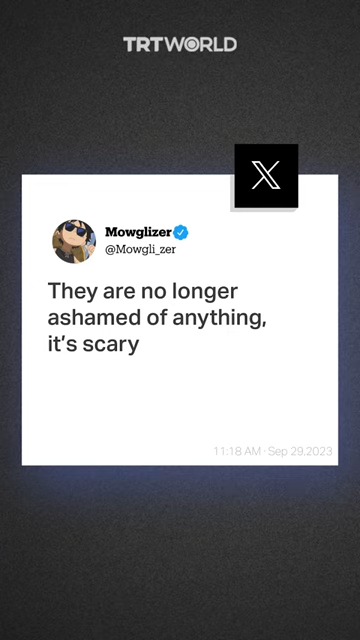 TRTWORLD
X
Mowglizer
@Mowgli_zer
They are no longer
ashamed of anything,
it's scary
11:18 AM · Sep 29,2023